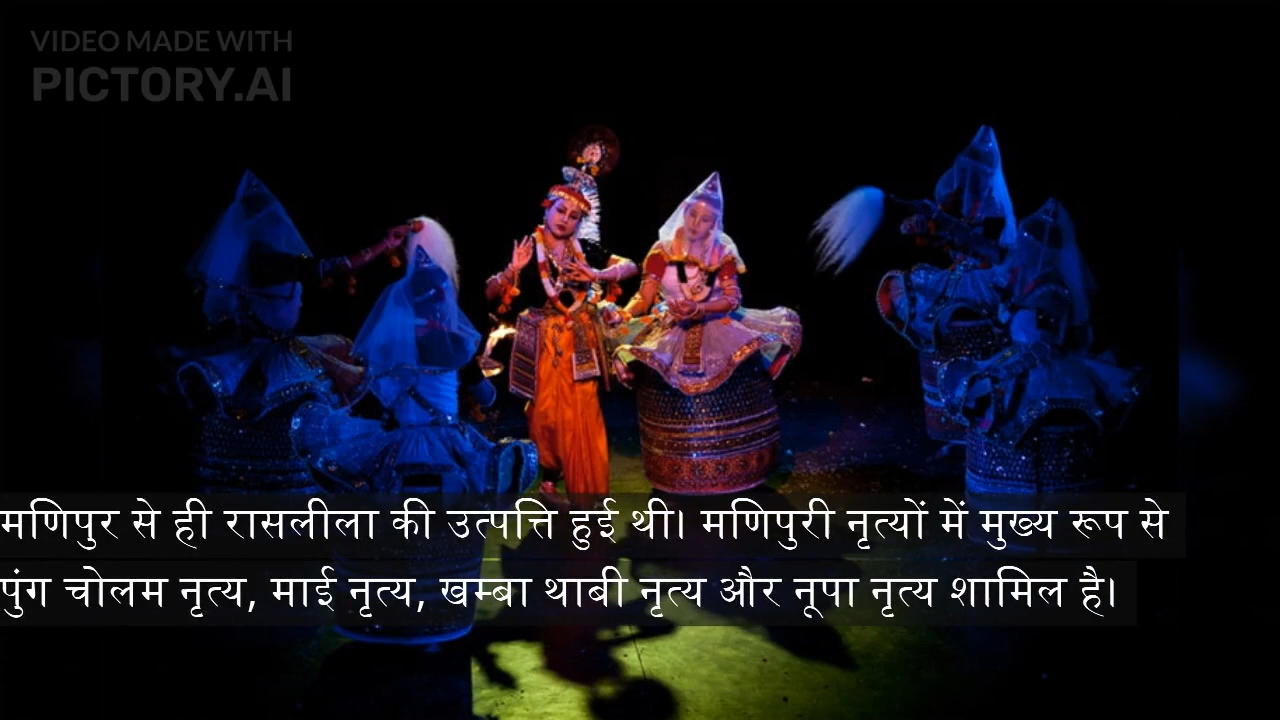 VIDEO MADE WITH
PICTORY.AI
मणिपुर से ही रासलीला की उत्पत्ति हुई थी। मणिपुरी नृत्यों में मुख्य रूप से
पुंग चोलम नृत्य, माई नृत्य, खम्बा थाबी नृत्य और नूपा नृत्य शामिल है।